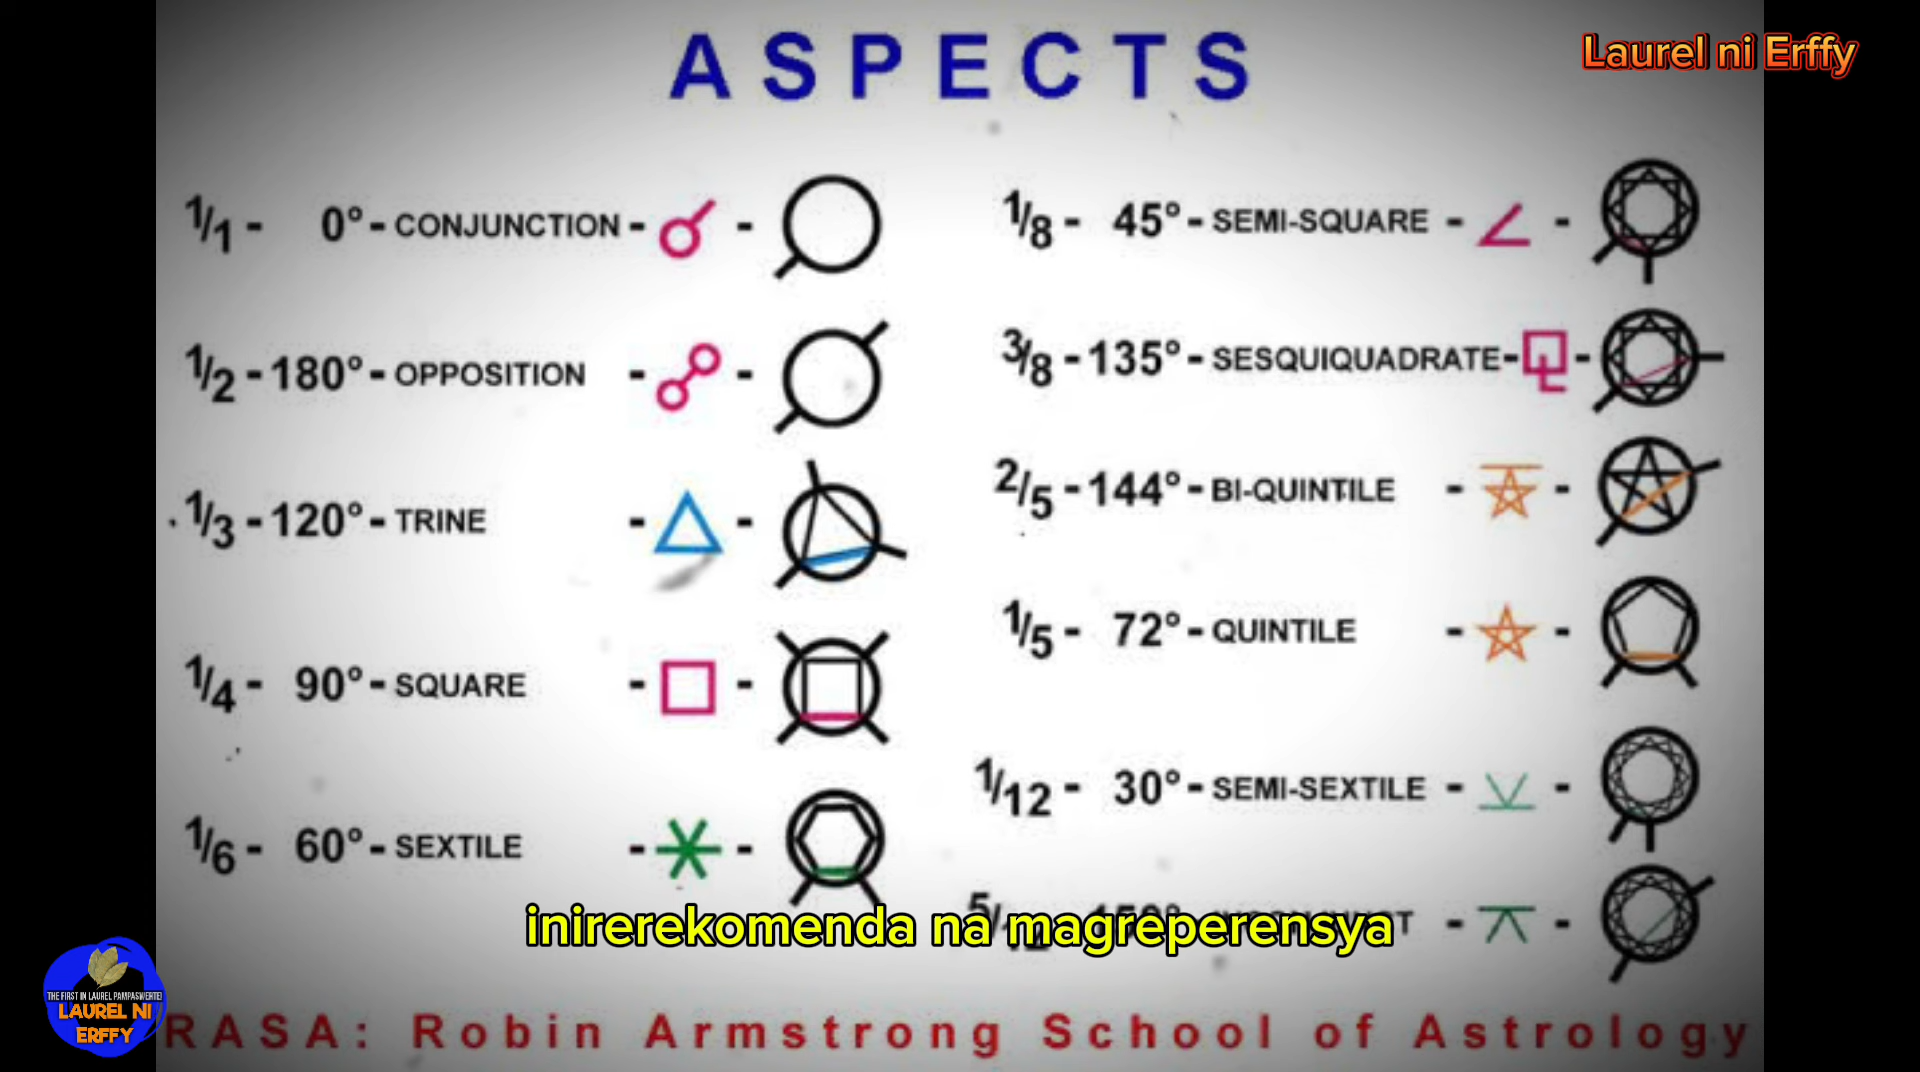 ASPECTS
Laurel ni Erffy
1/1 - 0° - CONJUNCTION - -
1/2 - 180° - OPPOSITION - -
1/3 - 120° - TRINE - -
1/4 - 90° - SQUARE - -
1/6 - 60° - SEXTILE - -
1/8 - 45° - SEMI-SQUARE - -
3/8 - 135° - SESQUIQUADRATE - -
2/5 - 144° - BI-QUINTILE - -
1/5 - 72° - QUINTILE - -
1/12 - 30° - SEMI-SEXTILE - -
inirerekomenda na magreperensya
THE FIRST IN LAUREL PAMPASWERTE
LAUREL NI
ERFFY
RASA: Robin Armstrong School of Astrology